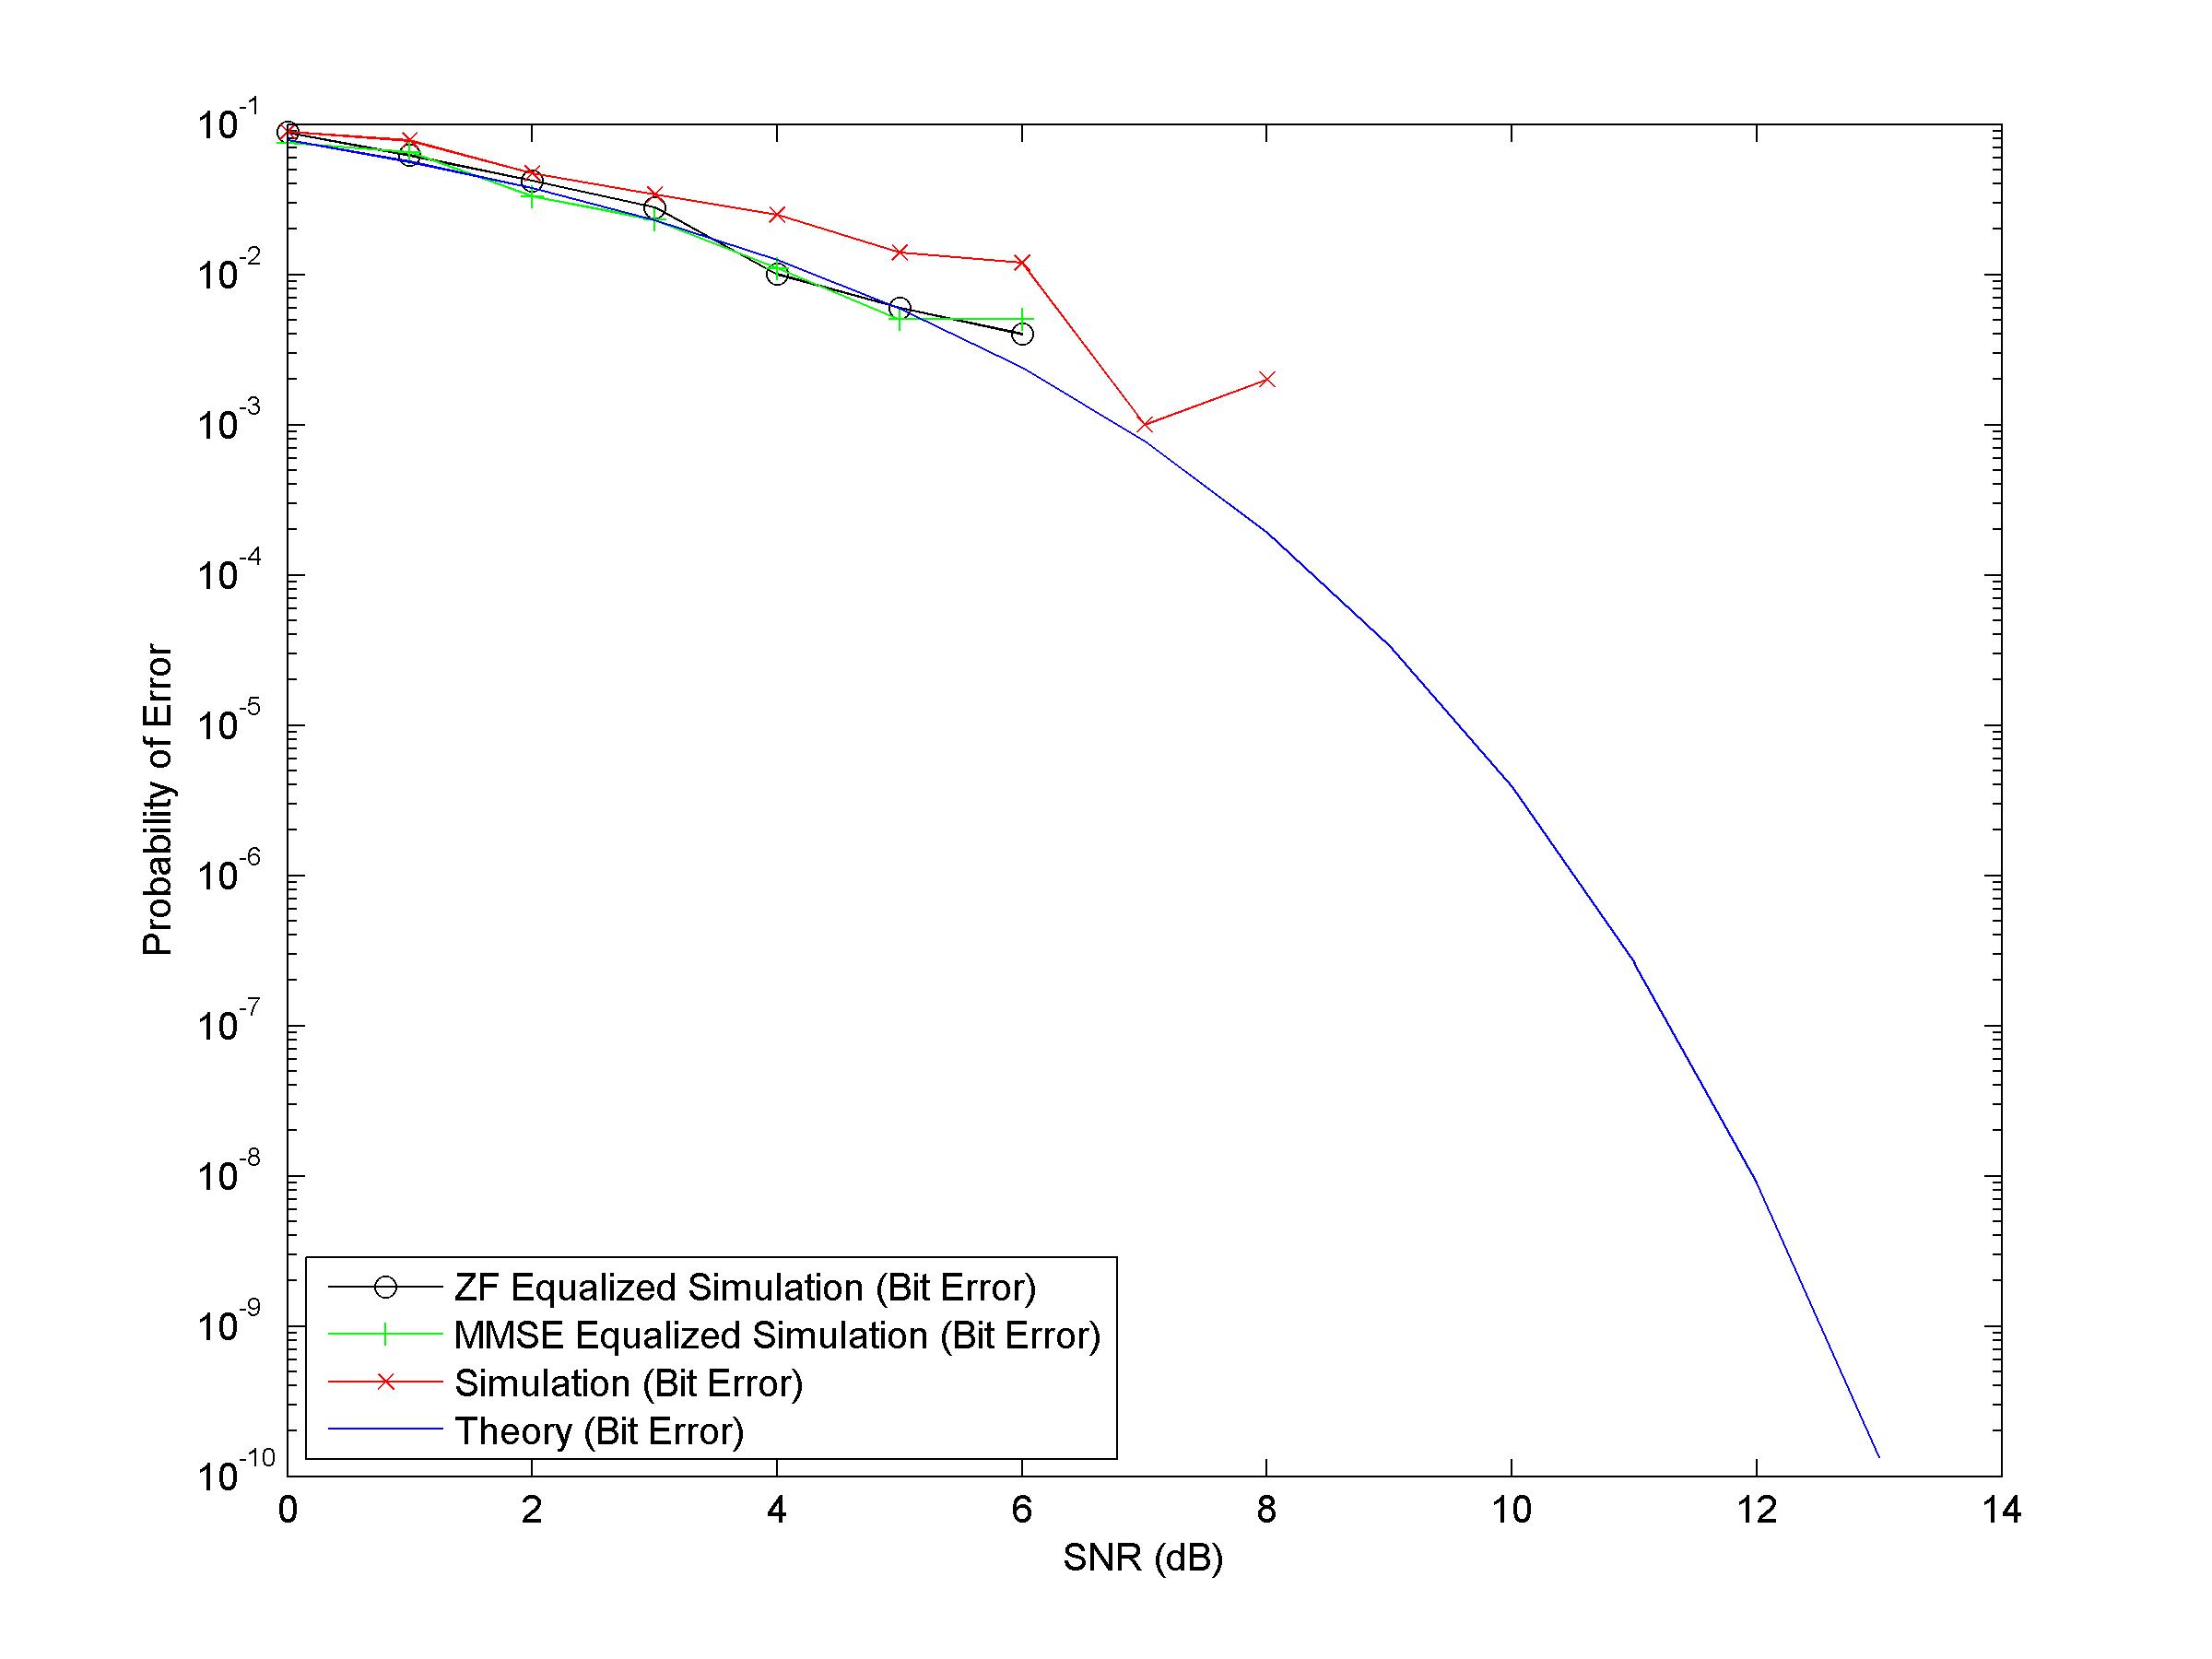 10^-1
10^-2
10^-3
10^-4
10^-5
10^-6
10^-7
10^-8
10^-9
10^-10
Probability of Error
ZF Equalized Simulation (Bit Error)
MMSE Equalized Simulation (Bit Error)
Simulation (Bit Error)
Theory (Bit Error)
0 2 4 6 8 10 12 14
SNR (dB)